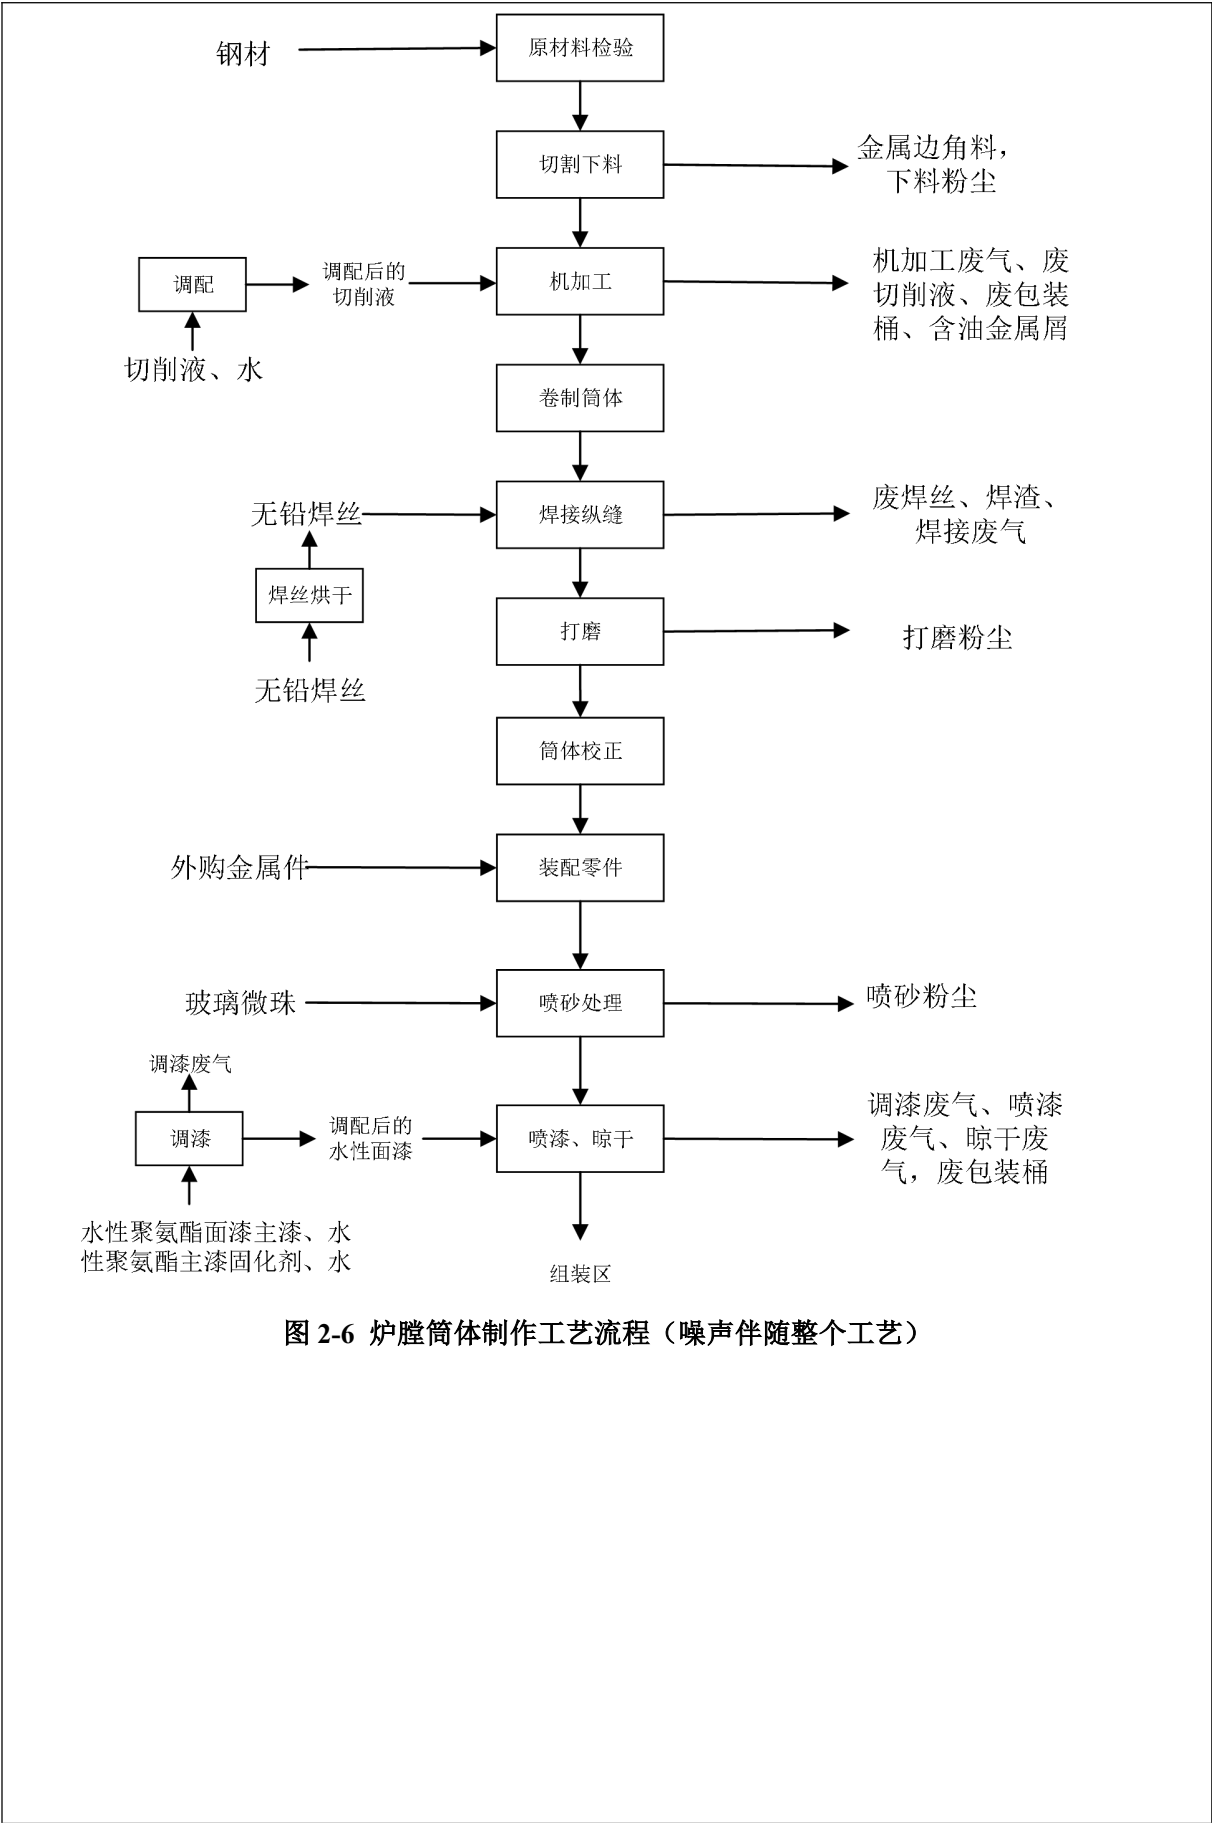 钢材
原材料检验
切割下料
金属边角料，
下料粉尘
调配
调配后的
切削液
机加工
机加工废气、废
切削液、废包装
桶、含油金属屑
切削液、水
卷制筒体
无铅焊丝
焊接纵缝
废焊丝、焊渣、
焊接废气
焊丝烘干
打磨
打磨粉尘
无铅焊丝
筒体校正
外购金属件
装配零件
玻璃微珠
喷砂处理
喷砂粉尘
调漆废气
调漆
调配后的
水性面漆
喷漆、晾干
调漆废气、喷漆
废气、晾干废
气，废包装桶
水性聚氨酯面漆主漆、水
性聚氨酯主漆固化剂、水
组装区
图 2-6 炉膛筒体制作工艺流程（噪声伴随整个工艺）